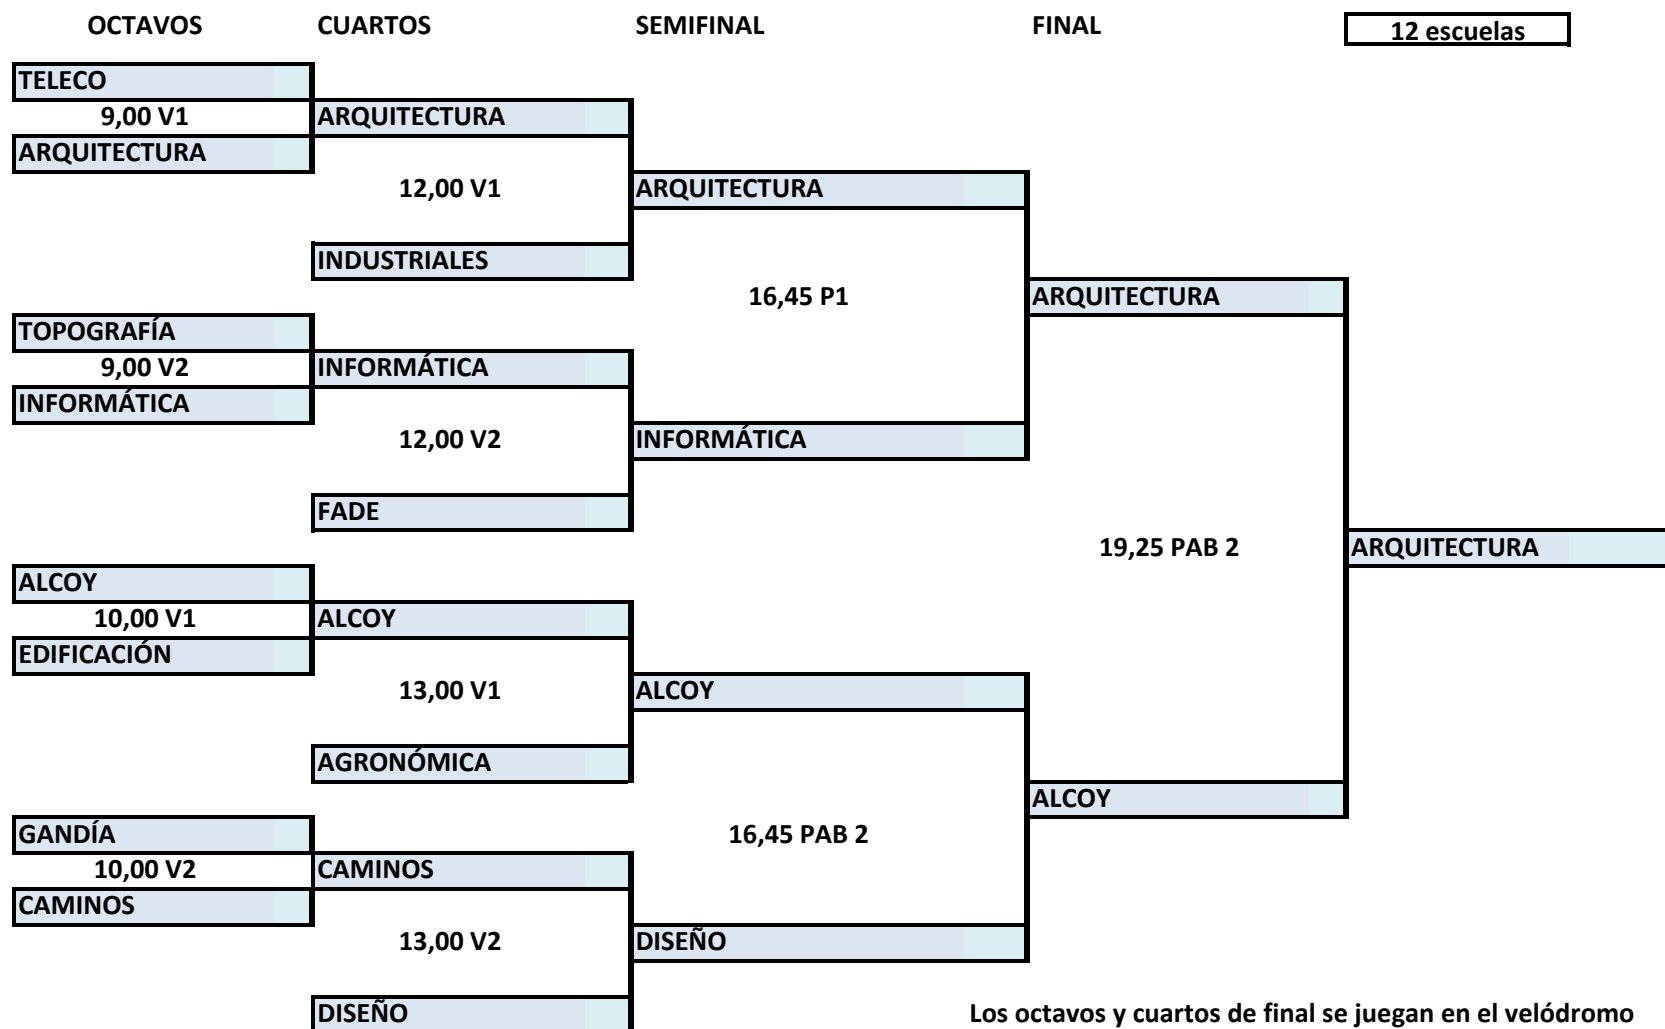 OCTAVOS CUARTOS SEMIFINAL FINAL 12 escuelas
TELECO
9,00 V1 ARQUITECTURA
ARQUITECTURA
12,00 V1 ARQUITECTURA
INDUSTRIALES
16,45 P1 ARQUITECTURA
TOPOGRAFÍA
9,00 V2 INFORMÁTICA
INFORMÁTICA
12,00 V2 INFORMÁTICA
FADE
19,25 PAB 2 ARQUITECTURA
ALCOY
10,00 V1 ALCOY
EDIFICACIÓN
13,00 V1 ALCOY
AGRONÓMICA
ALCOY
GANDÍA 16,45 PAB 2
10,00 V2 CAMINOS
CAMINOS
13,00 V2 DISEÑO
DISEÑO Los octavos y cuartos de final se juegan en el velódromo